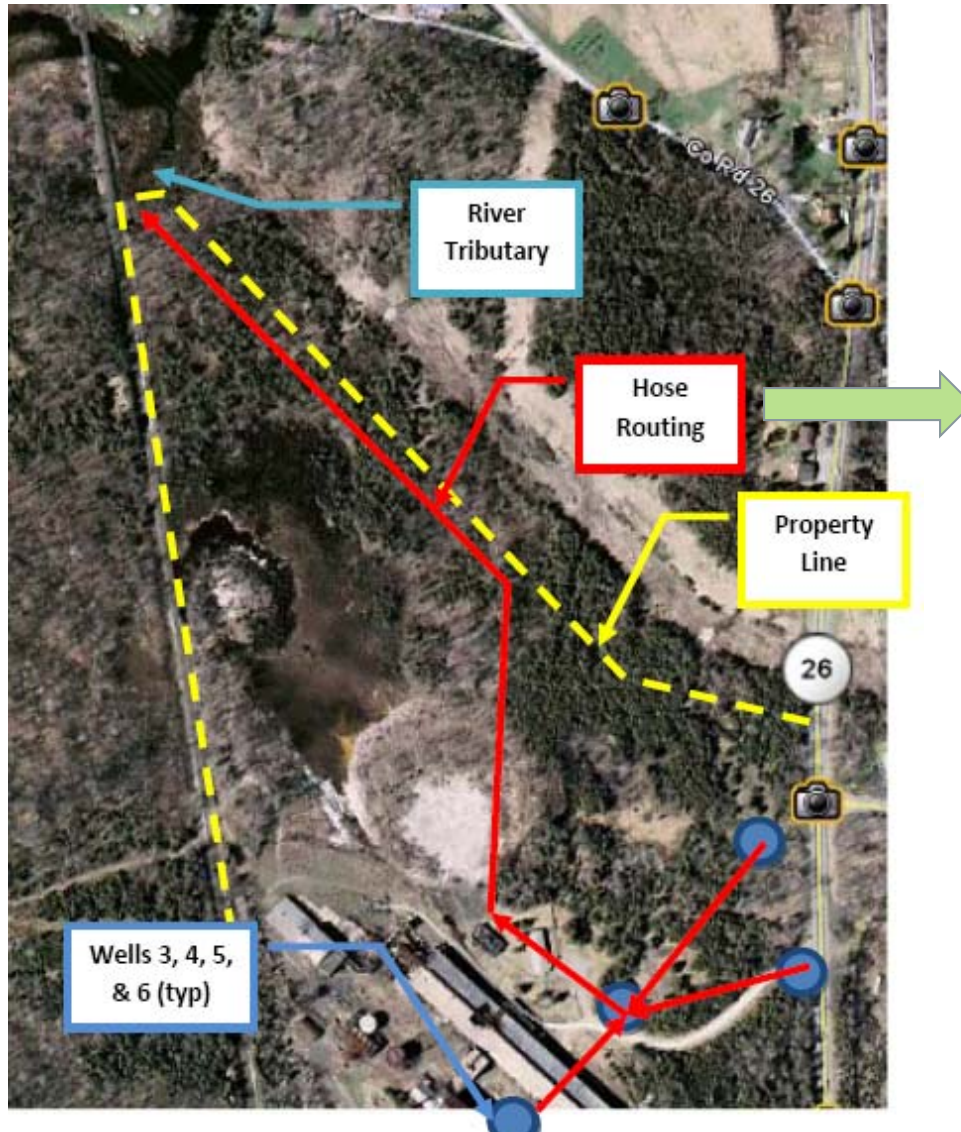 Co Rd 26
River
Tributary
Hose
Routing
Property
Line
26
Wells 3, 4, 5,
& 6 (typ)